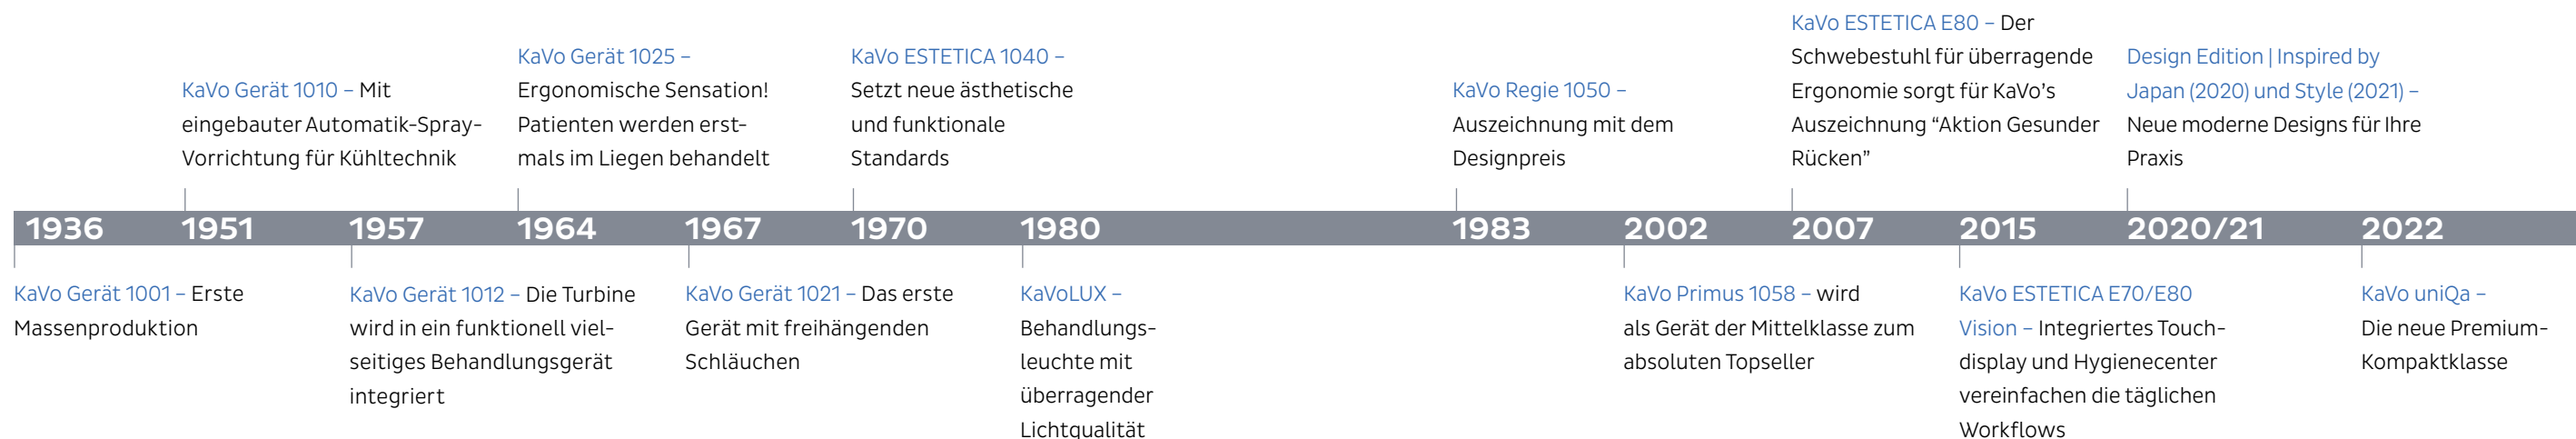 KaVo Gerät 1010 – Mit
eingebauter Automatik-Spray-
Vorrichtung für Kühltechnik
KaVo Gerät 1025 –
Ergonomische Sensation!
Patienten werden erst-
mals im Liegen behandelt
KaVo ESTETICA 1040 –
Setzt neue ästhetische
und funktionale
Standards
KaVo Regie 1050 –
Auszeichnung mit dem
Designpreis
KaVo ESTETICA E80 – Der
Schwebestuhl für überragende
Ergonomie sorgt für KaVo’s
Auszeichnung “Aktion Gesunder
Rücken”
Design Edition | Inspired by
Japan (2020) und Style (2021) –
Neue moderne Designs für Ihre
Praxis
1936 1951 1957 1964 1967 1970 1980 1983 2002 2007 2015 2020/21 2022
KaVo Gerät 1001 – Erste
Massenproduktion
KaVo Gerät 1012 – Die Turbine
wird in ein funktionell viel-
seitiges Behandlungsgerät
integriert
KaVo Gerät 1021 – Das erste
Gerät mit freihängenden
Schläuchen
KaVoLUX –
Behandlungs-
leuchte mit
überragender
Lichtqualität
KaVo Primus 1058 – wird
als Gerät der Mittelklasse zum
absoluten Topseller
KaVo ESTETICA E70/E80
Vision – Integriertes Touch-
display und Hygienecenter
vereinfachen die täglichen
Workflows
KaVo uniQa –
Die neue Premium-
Kompaktklasse